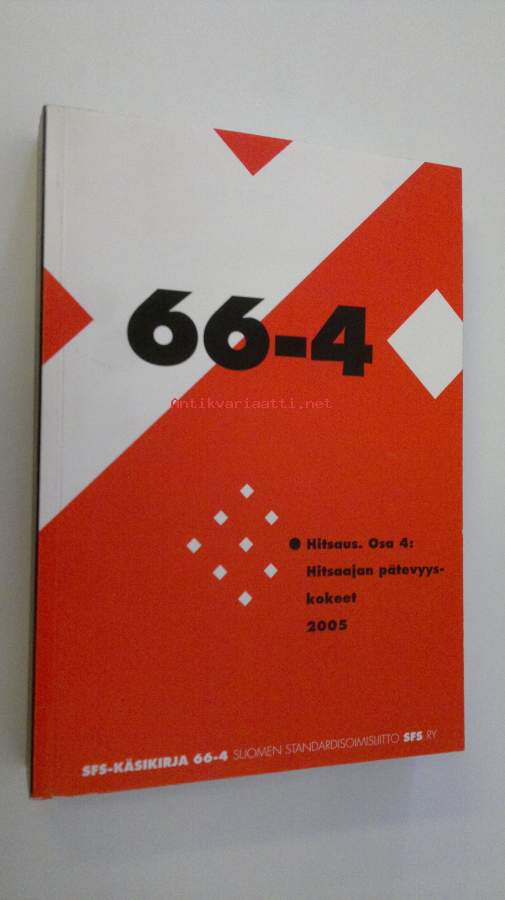 66-4
Antikvariaatti.net
Hitsaus. Osa 4:
Hitsaajan pätevyys-
kokeet
2005
SFS-KÄSIKIRJA 66-4 SUOMEN STANDARDISOIMISLIITTO SFS RY